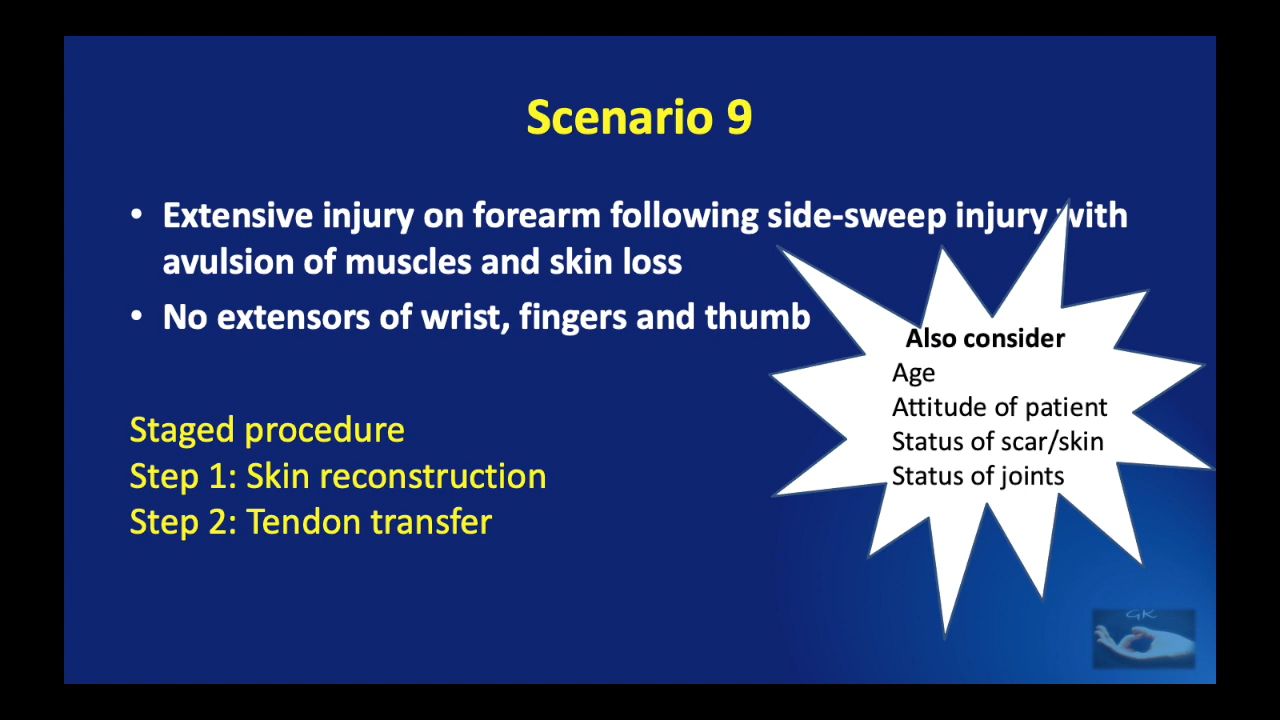 Scenario 9
• Extensive injury on forearm following side-sweep injury with
avulsion of muscles and skin loss
• No extensors of wrist, fingers and thumb
Also consider
Age
Attitude of patient
Status of scar/skin
Status of joints
Staged procedure
Step 1: Skin reconstruction
Step 2: Tendon transfer
GK